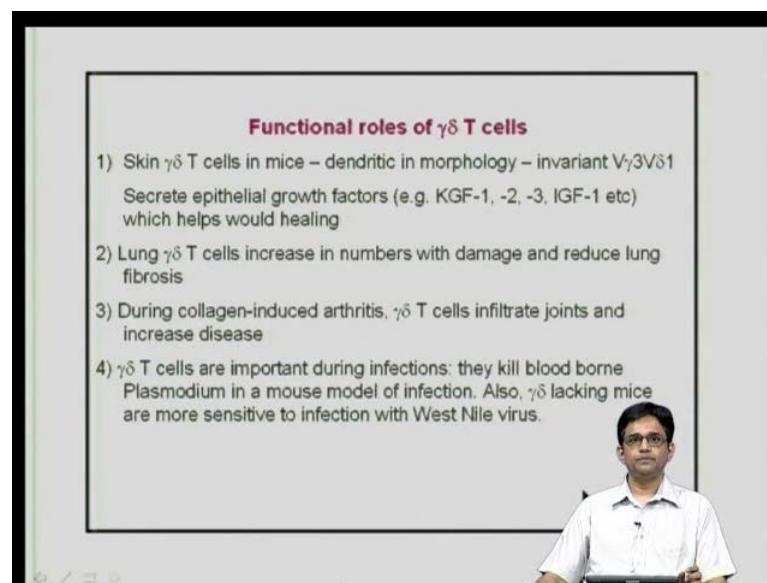 Functional roles of γδ T cells
1) Skin γδ T cells in mice – dendritic in morphology – invariant Vγ3Vδ1
Secrete epithelial growth factors (e.g. KGF-1, -2, -3, IGF-1 etc)
which helps would healing
2) Lung γδ T cells increase in numbers with damage and reduce lung
fibrosis
3) During collagen-induced arthritis, γδ T cells infiltrate joints and
increase disease
4) γδ T cells are important during infections: they kill blood borne
Plasmodium in a mouse model of infection. Also, γδ lacking mice
are more sensitive to infection with West Nile virus.